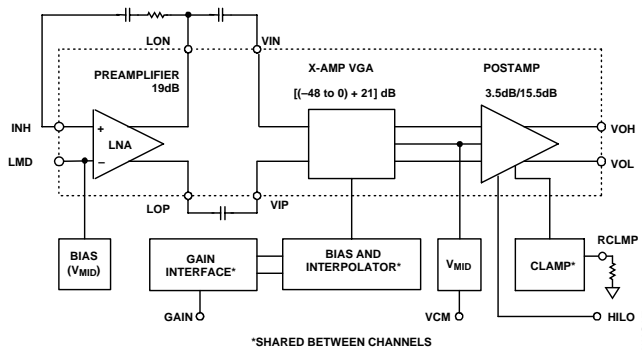 LON
VIN
PREAMPLIFIER
19dB
X-AMP VGA
[(–48 to 0) + 21] dB
POSTAMP
3.5dB/15.5dB
INH
+
LNA
–
LMD
VOH
VOL
LOP
VIP
BIAS
(VMID)
GAIN
INTERFACE*
BIAS AND
INTERPOLATOR*
VMID
CLAMP*
RCLMP
GAIN
VCM
HILO
*SHARED BETWEEN CHANNELS